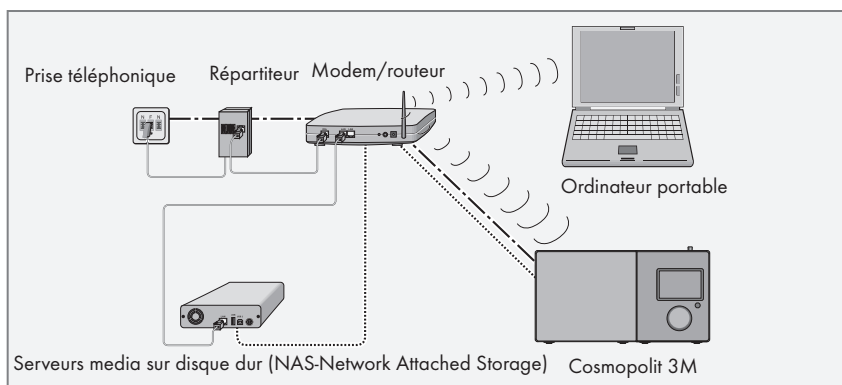 Prise téléphonique
Répartiteur
Modem/routeur
N F N
Ordinateur portable
Serveurs media sur disque dur (NAS-Network Attached Storage)
Cosmopolit 3M